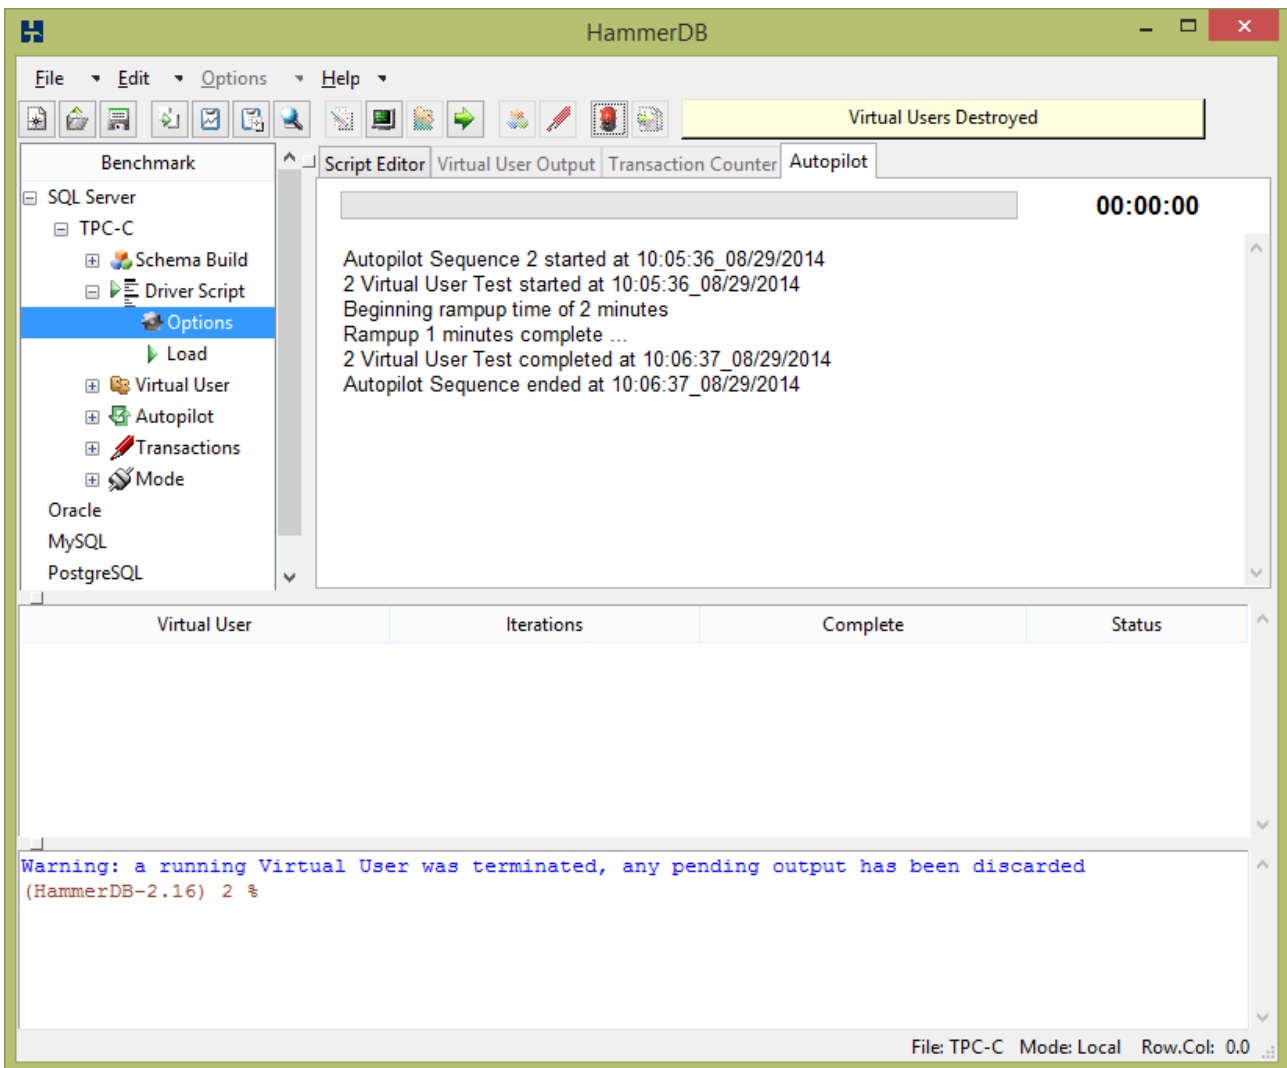 HammerDB
File Edit Options Help
Virtual Users Destroyed
Benchmark
Script Editor Virtual User Output Transaction Counter Autopilot
SQL Server
TPC-C
Schema Build
Driver Script
Options
Load
Virtual User
Autopilot
Transactions
Mode
Oracle
MySQL
PostgreSQL
00:00:00
Autopilot Sequence 2 started at 10:05:36_08/29/2014
2 Virtual User Test started at 10:05:36_08/29/2014
Beginning rampup time of 2 minutes
Rampup 1 minutes complete ...
2 Virtual User Test completed at 10:06:37_08/29/2014
Autopilot Sequence ended at 10:06:37_08/29/2014
Virtual User Iterations Complete Status
Warning: a running Virtual User was terminated, any pending output has been discarded
(HammerDB-2.16) 2 %
File: TPC-C Mode: Local Row.Col: 0.0